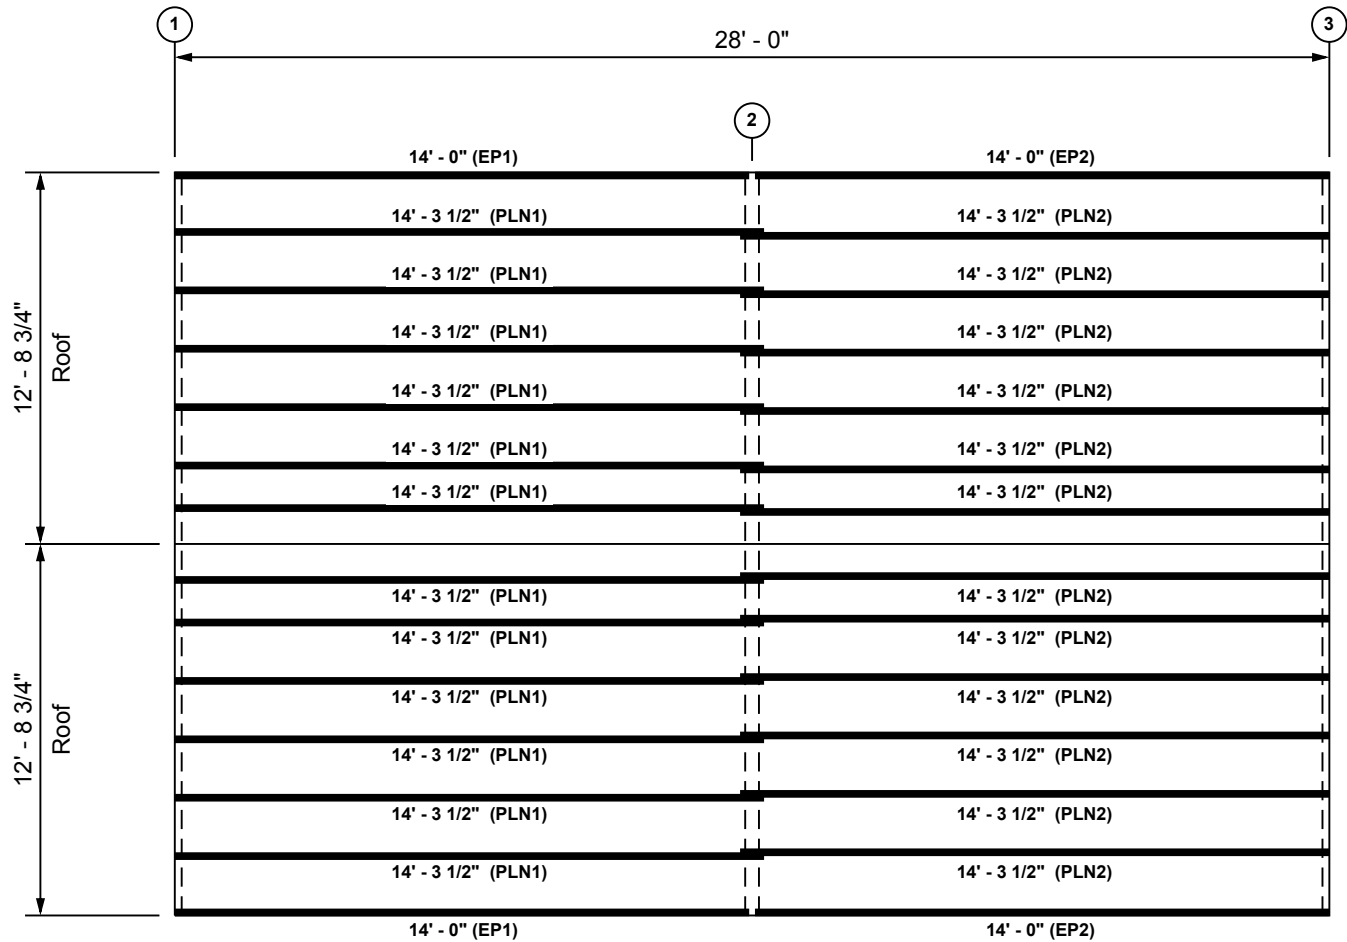 1
3
28' - 0"
2
14' - 0" (EP1)
14' - 0" (EP2)
14' - 3 1/2" (PLN1)
14' - 3 1/2" (PLN2)
14' - 3 1/2" (PLN1)
14' - 3 1/2" (PLN2)
14' - 3 1/2" (PLN1)
14' - 3 1/2" (PLN2)
12' - 8 3/4"
Roof
14' - 3 1/2" (PLN1)
14' - 3 1/2" (PLN2)
14' - 3 1/2" (PLN1)
14' - 3 1/2" (PLN2)
14' - 3 1/2" (PLN1)
14' - 3 1/2" (PLN2)
14' - 3 1/2" (PLN1)
14' - 3 1/2" (PLN2)
14' - 3 1/2" (PLN1)
14' - 3 1/2" (PLN2)
14' - 3 1/2" (PLN1)
14' - 3 1/2" (PLN2)
12' - 8 3/4"
Roof
14' - 3 1/2" (PLN1)
14' - 3 1/2" (PLN2)
14' - 3 1/2" (PLN1)
14' - 3 1/2" (PLN2)
14' - 3 1/2" (PLN1)
14' - 3 1/2" (PLN2)
14' - 0" (EP1)
14' - 0" (EP2)